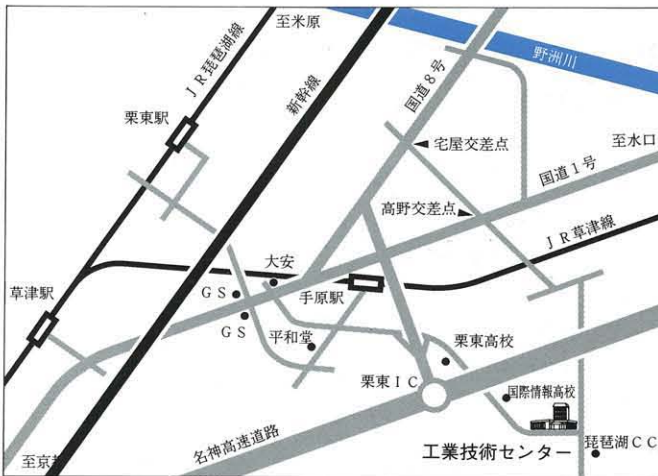 至米原
JR琵琶湖線
新幹線
国道8号
野洲川
栗東駅
宅屋交差点
至水口
国道1号
高野交差点
JR草津線
大安
草津駅
GS
手原駅
GS
平和堂
栗東高校
栗東IC
国際情報高校
至京都
名神高速道路
工業技術センター
琵琶湖CC